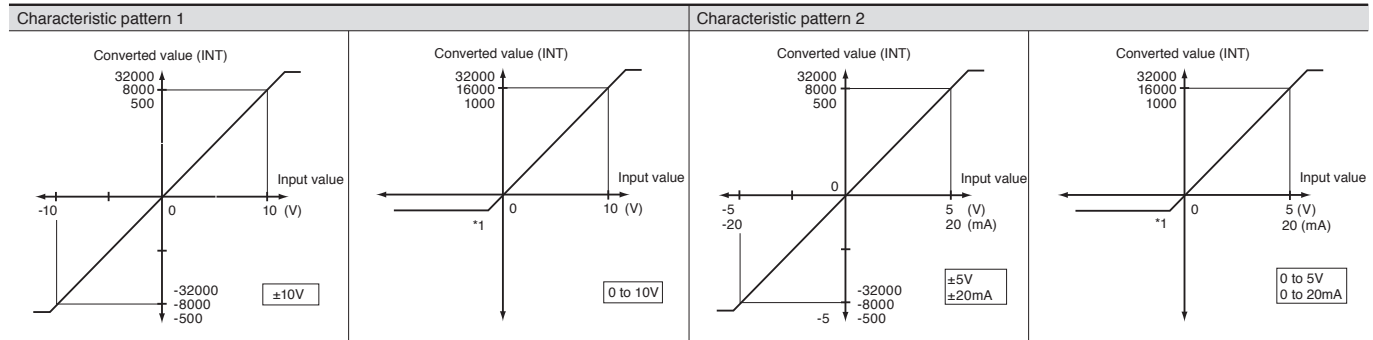 Characteristic pattern 1
Characteristic pattern 2
Converted value (INT)
32000
8000
500
Input value
-10
0
10 (V)
-32000
-8000
-500
±10V
Converted value (INT)
32000
16000
1000
Input value
0
10 (V)
*1
0 to 10V
Converted value (INT)
32000
8000
500
Input value
0
-5
5 (V)
-20
20 (mA)
-32000
-8000
-5
-500
±5V
±20mA
Converted value (INT)
32000
16000
1000
Input value
0
5 (V)
*1
20 (mA)
0 to 5V
0 to 20mA